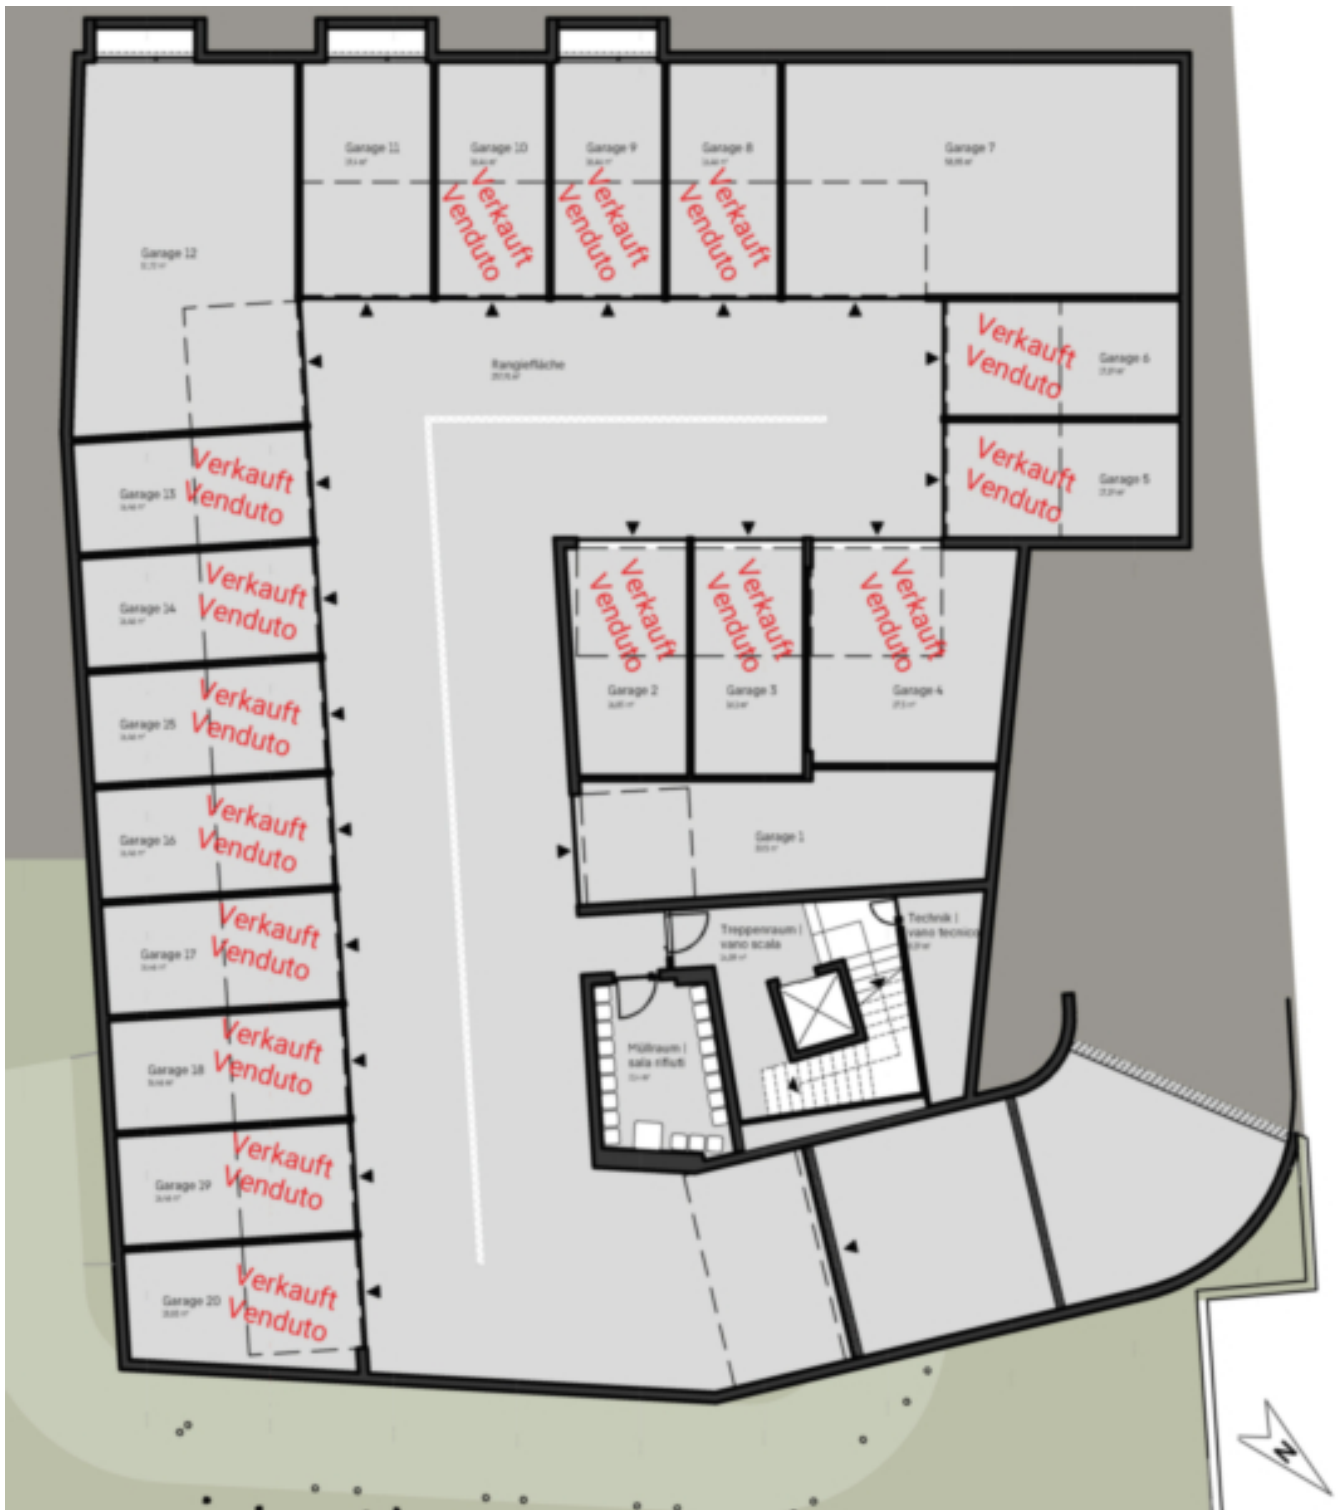 Garage 11
Garage 10
Verkauft
Venduto
Garage 9
Verkauft
Venduto
Garage 8
Verkauft
Venduto
Garage 7
Garage 12
Rangierfläche
Verkauft
Venduto
Garage 6
Verkauft
Venduto
Garage 5
Garage 13
Verkauft
Venduto
Garage 14
Verkauft
Venduto
Garage 15
Verkauft
Venduto
Garage 16
Verkauft
Venduto
Garage 17
Verkauft
Venduto
Garage 18
Verkauft
Venduto
Garage 19
Verkauft
Venduto
Garage 20
Verkauft
Venduto
Verkauft
Venduto
Garage 2
Verkauft
Venduto
Garage 3
Verkauft
Venduto
Garage 4
Garage 1
Treppenraum |
vano scala
Technik |
vano tecnico
Müllraum |
sala rifiuti
N